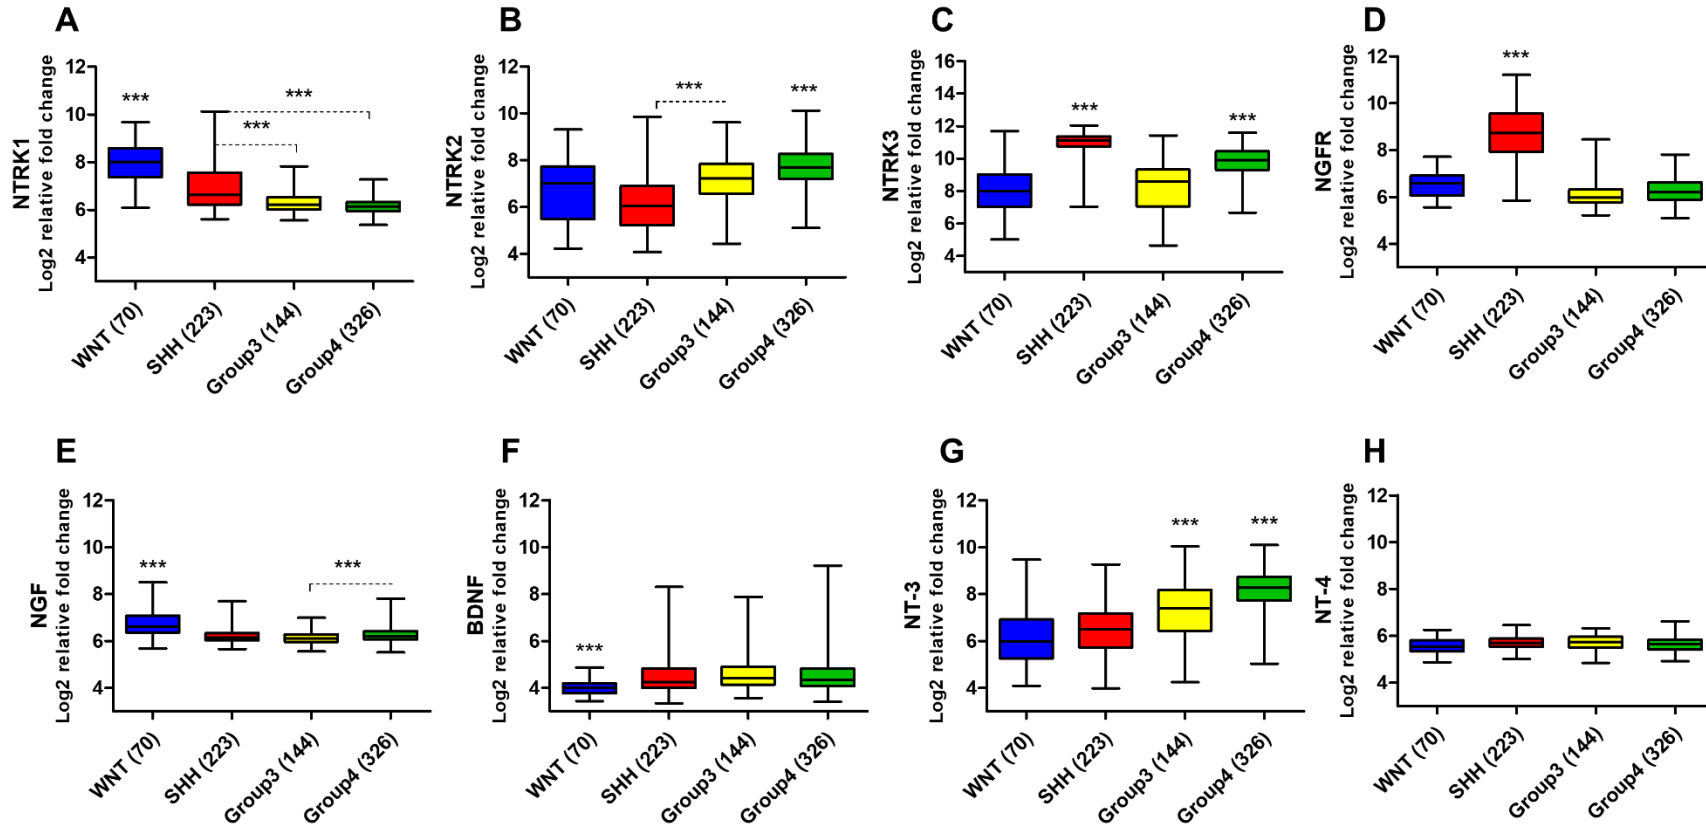 A
NTRK1
Log2 relative fold change
12
10
8
6
4
***
***
***
WNT (70)
SHH (223)
Group3 (144)
Group4 (326)
B
NTRK2
Log2 relative fold change
12
10
8
6
4
***
***
WNT (70)
SHH (223)
Group3 (144)
Group4 (326)
C
NTRK3
Log2 relative fold change
16
14
12
10
8
6
4
***
***
WNT (70)
SHH (223)
Group3 (144)
Group4 (326)
D
NGFR
Log2 relative fold change
12
10
8
6
4
***
WNT (70)
SHH (223)
Group3 (144)
Group4 (326)
E
NGF
Log2 relative fold change
12
10
8
6
4
***
***
WNT (70)
SHH (223)
Group3 (144)
Group4 (326)
F
BDNF
Log2 relative fold change
12
10
8
6
4
***
WNT (70)
SHH (223)
Group3 (144)
Group4 (326)
G
NT-3
Log2 relative fold change
12
10
8
6
4
***
***
WNT (70)
SHH (223)
Group3 (144)
Group4 (326)
H
NT-4
Log2 relative fold change
12
10
8
6
4
WNT (70)
SHH (223)
Group3 (144)
Group4 (326)